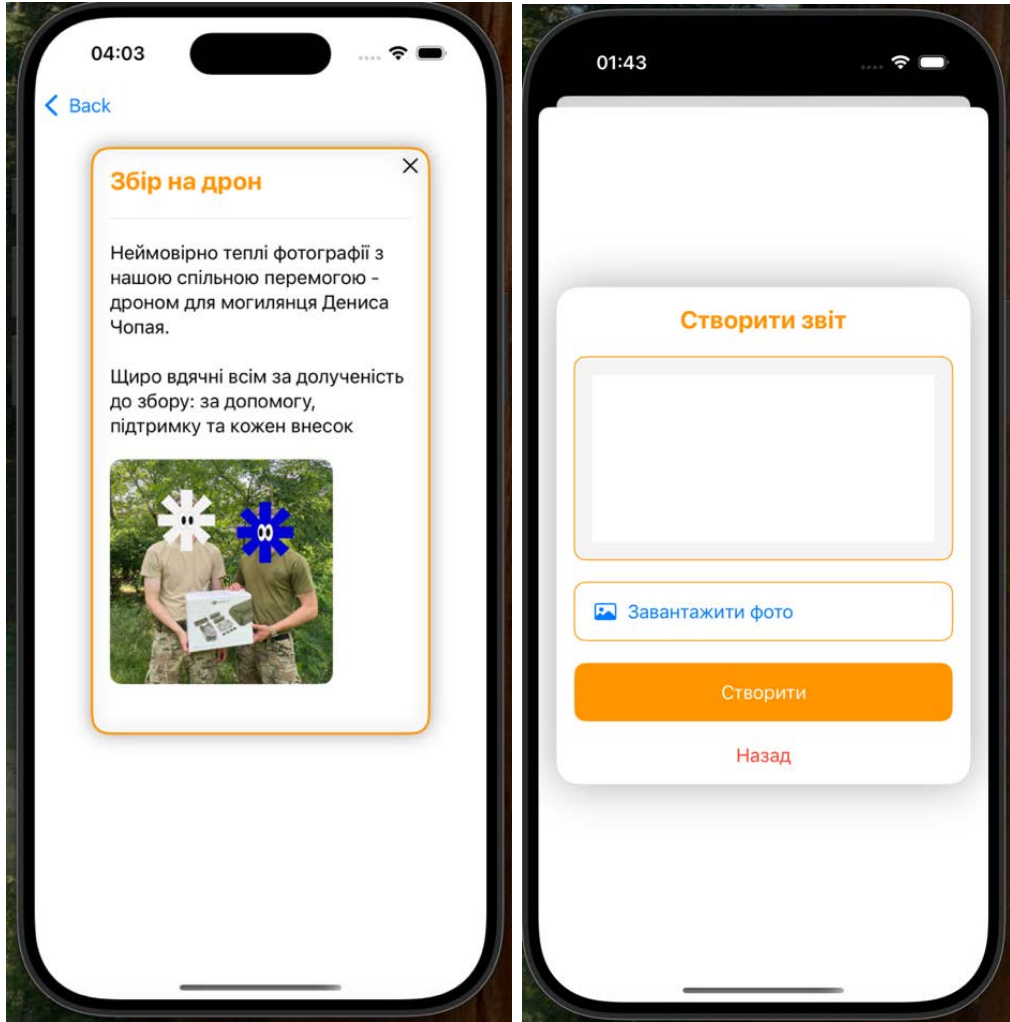 04:03
Back
Збір на дрон
Неймовірно теплі фотографії з
нашою спільною перемогою -
дроном для могилянця Дениса
Чопая.
Щиро вдячні всім за долученість
до збору: за допомогу,
підтримку та кожен внесок
01:43
Створити звіт
Завантажити фото
Створити
Назад